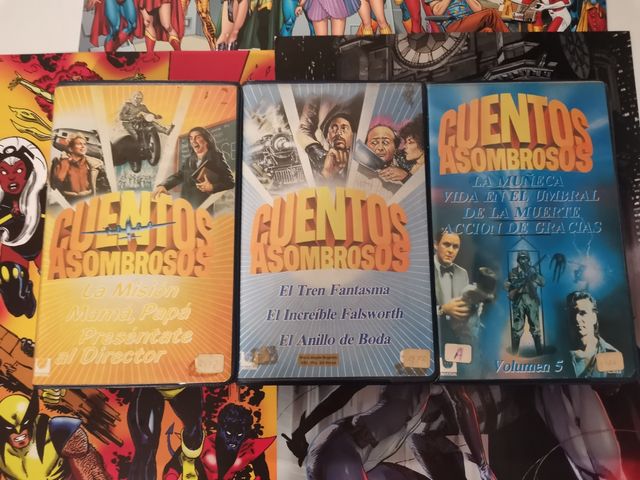 CUENTOS
ASOMBROSOS
La Misión
Mamá, Papá
Preséntate
al Director
CUENTOS
ASOMBROSOS
El Tren Fantasma
El Increíble Falsworth
El Anillo de Boda
CUENTOS
ASOMBROSOS
LA MUÑECA
VIDA EN EL UMBRAL
DE LA MUERTE
ACCION DE GRACIAS
A
Volumen 5